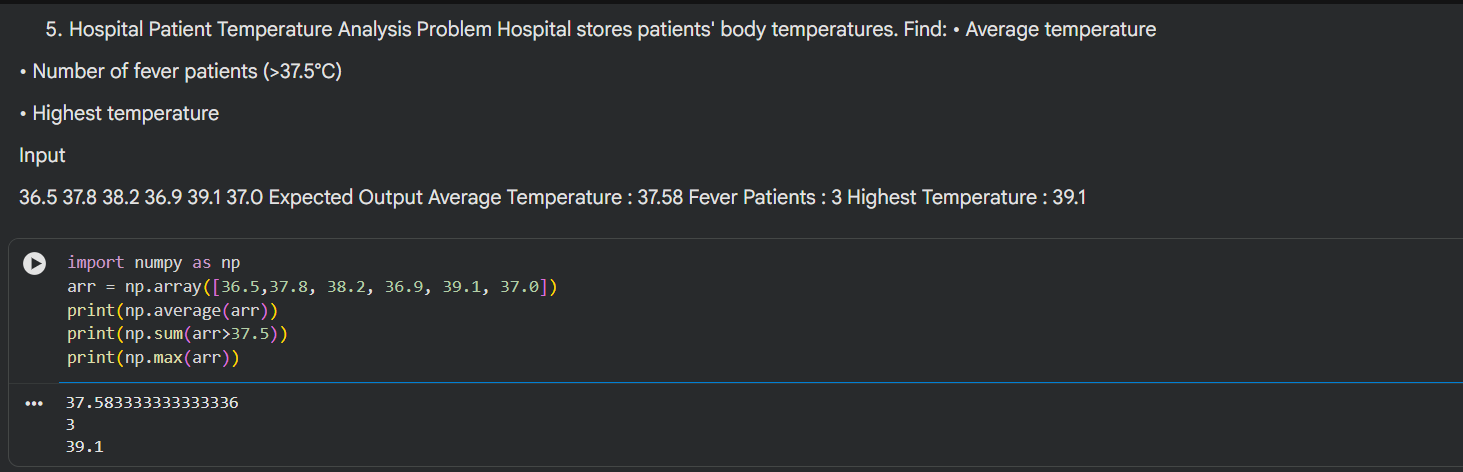 5. Hospital Patient Temperature Analysis Problem Hospital stores patients' body temperatures. Find: • Average temperature
• Number of fever patients (>37.5°C)
• Highest temperature
Input
36.5 37.8 38.2 36.9 39.1 37.0 Expected Output Average Temperature : 37.58 Fever Patients : 3 Highest Temperature : 39.1
import numpy as np
arr = np.array([36.5,37.8, 38.2, 36.9, 39.1, 37.0])
print(np.average(arr))
print(np.sum(arr>37.5))
print(np.max(arr))
37.583333333333336
3
39.1